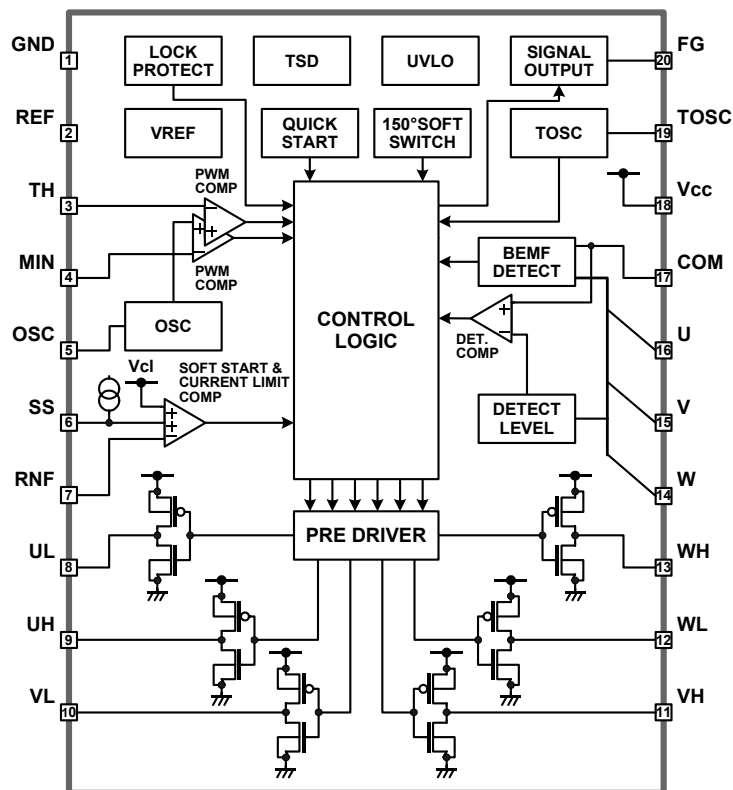 GND
1
LOCK
PROTECT
TSD
UVLO
SIGNAL
OUTPUT
20
FG
REF
2
VREF
QUICK
START
150°SOFT
SWITCH
TOSC
19
TOSC
TH
3
PWM
COMP
Vcc
18
MIN
4
PWM
COMP
BEMF
DETECT
17
COM
OSC
5
OSC
CONTROL
LOGIC
DET.
COMP
16
U
Vcl
SOFT START &
CURRENT LIMIT
COMP
SS
6
DETECT
LEVEL
15
V
RNF
7
14
W
UL
8
PRE DRIVER
13
WH
UH
9
12
WL
VL
10
11
VH